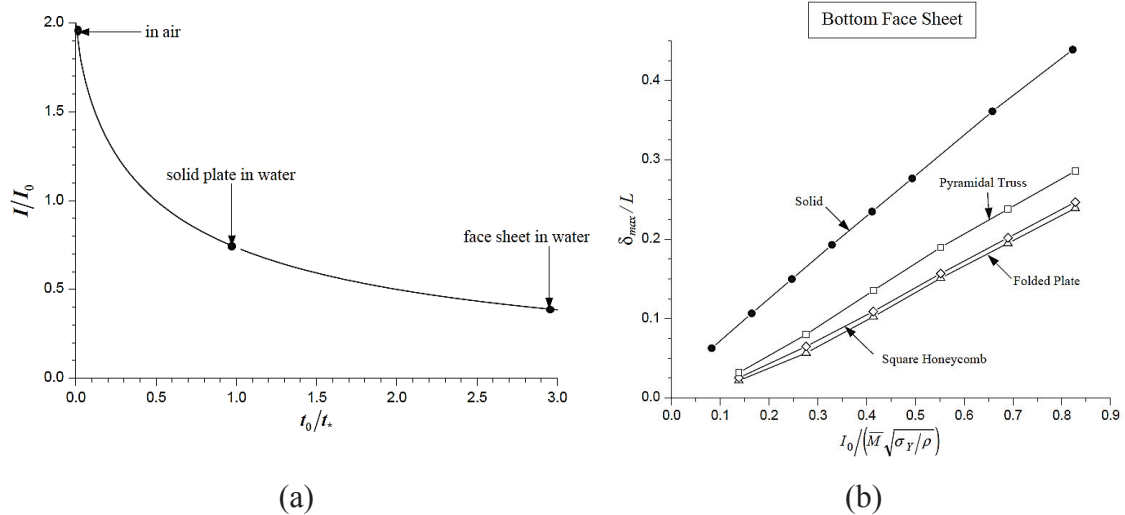 2.0
1.5
1.0
0.5
0.0
I/I₀
0.0 0.5 1.0 1.5 2.0 2.5 3.0
t₀/t*
in air
solid plate in water
face sheet in water
(a)
Bottom Face Sheet
0.4
0.3
0.2
0.1
0.0
δmax/L
0.0 0.1 0.2 0.3 0.4 0.5 0.6 0.7 0.8 0.9
I₀/(M̅√σY/ρ)
Solid
Pyramidal Truss
Folded Plate
Square Honeycomb
(b)